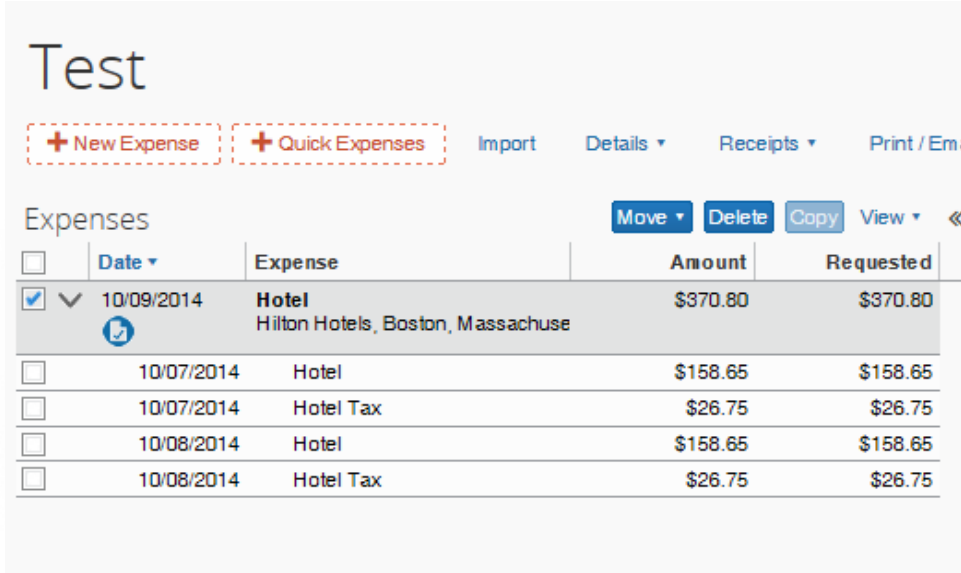 Test
New Expense Quick Expenses Import Details Receipts Print / Em
Expenses Move Delete Copy View
Date Expense Amount Requested
10/09/2014 Hotel $370.80 $370.80
Hilton Hotels, Boston, Massachuse
10/07/2014 Hotel $158.65 $158.65
10/07/2014 Hotel Tax $26.75 $26.75
10/08/2014 Hotel $158.65 $158.65
10/08/2014 Hotel Tax $26.75 $26.75